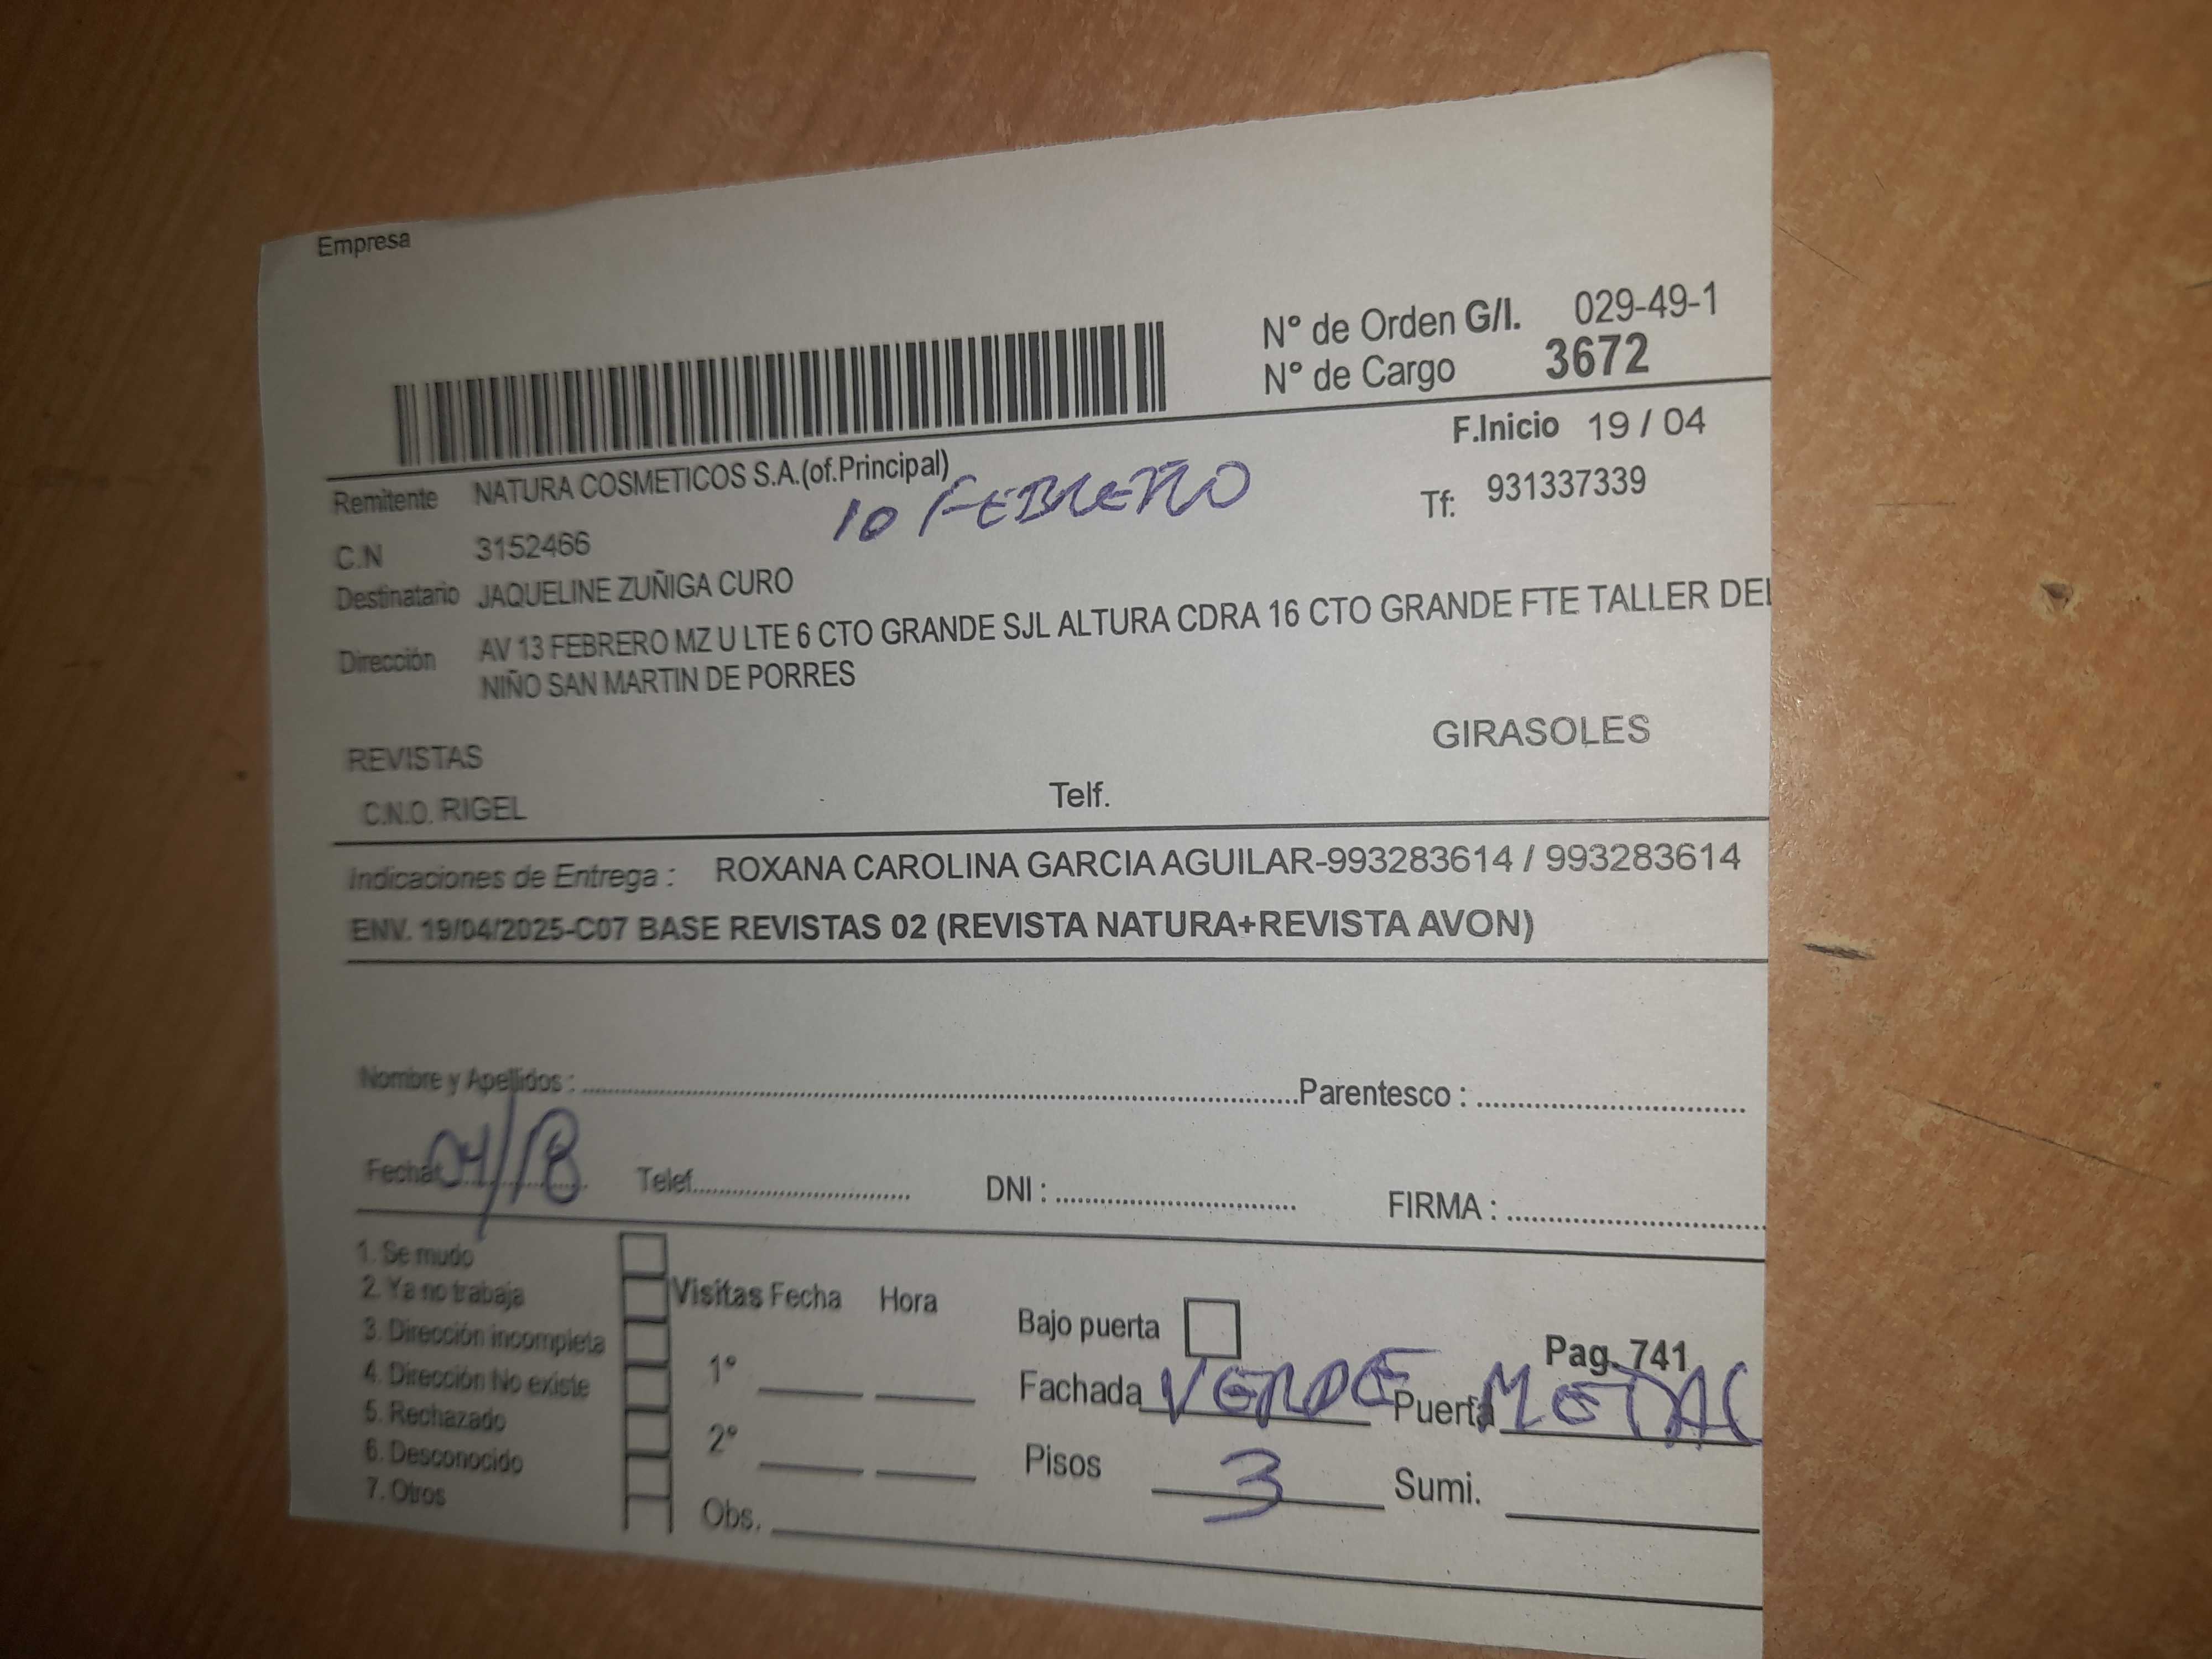 Empresa
N° de Orden G/I. 029-49-1
N° de Cargo 3672
F.Inicio 19 / 04
Remitente NATURA COSMETICOS S.A.(of.Principal)
10 FEBRERO
Tf: 931337339
C.N 3152466
Destinatario JAQUELINE ZUÑIGA CURO
Dirección AV 13 FEBRERO MZ U LTE 6 CTO GRANDE SJL ALTURA CDRA 16 CTO GRANDE FTE TALLER DEL
NIÑO SAN MARTIN DE PORRES
GIRASOLES
REVISTAS
C.N.O. RIGEL Telf.
Indicaciones de Entrega : ROXANA CAROLINA GARCIA AGUILAR-993283614 / 993283614
ENV. 19/04/2025-C07 BASE REVISTAS 02 (REVISTA NATURA+REVISTA AVON)
Nombre y Apellidos : Parentesco :
Fecha 04/18 Telef. DNI : FIRMA :
1. Se mudo
2. Ya no trabaja
3. Dirección incompleta
4. Dirección No existe
5. Rechazado
6. Desconocido
7. Otros
Visitas Fecha Hora
1°
2°
Obs.
Bajo puerta Pag. 741
Fachada VERDE Puerta METAL
Pisos 3 Sumi.